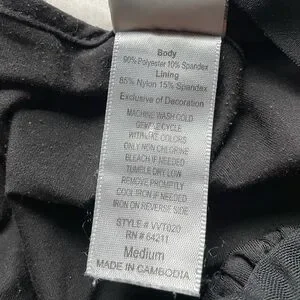 Body
90% Polyester 10% Spandex
Lining
85% Nylon 15% Spandex
Exclusive of Decoration
MACHINE WASH COLD
GENTLE CYCLE
WITH LIKE COLORS
ONLY NON CHLORINE
BLEACH IF NEEDED
TUMBLE DRY LOW
REMOVE PROMPTLY
COOL IRON IF NEEDED
IRON ON REVERSE SIDE
STYLE # VVT020
RN # 64211
Medium
MADE IN CAMBODIA